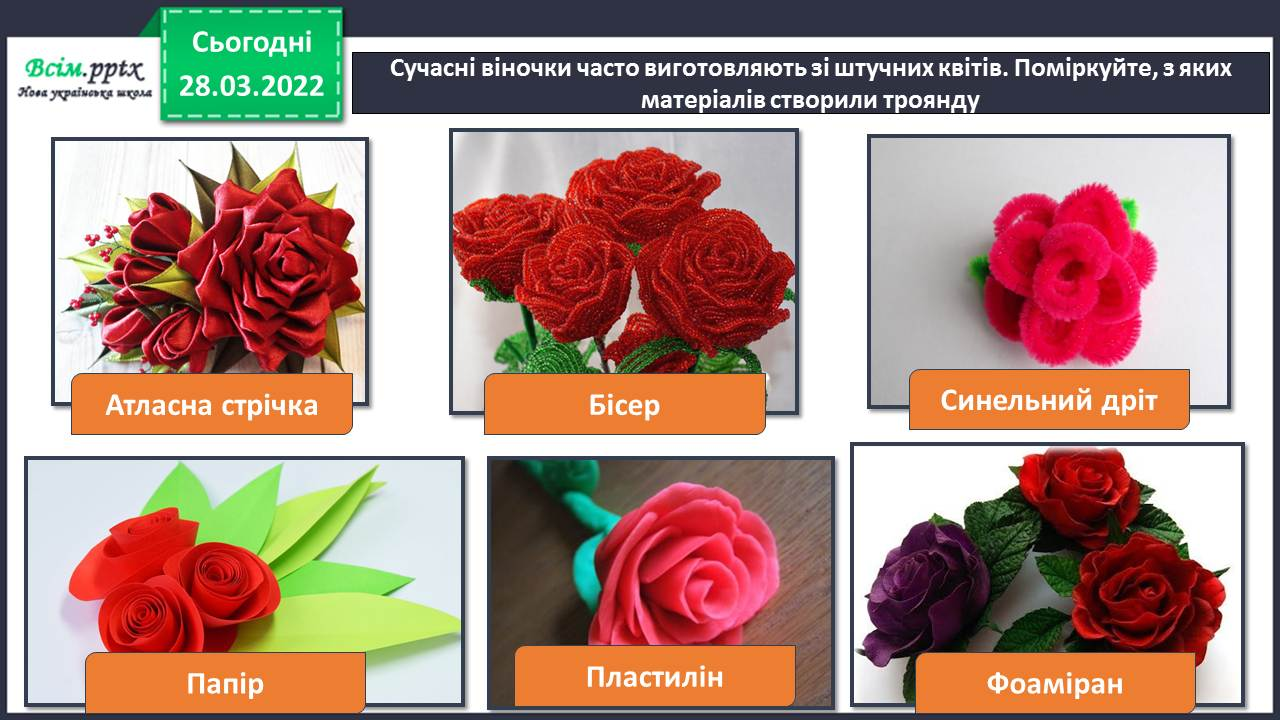 Всім.pptx
Нова українська школа
Сьогодні
28.03.2022
Сучасні віночки часто виготовляють зі штучних квітів. Поміркуйте, з яких
матеріалів створили троянду
Атласна стрічка
Бісер
Синельний дріт
Папір
Пластилін
Фоаміран